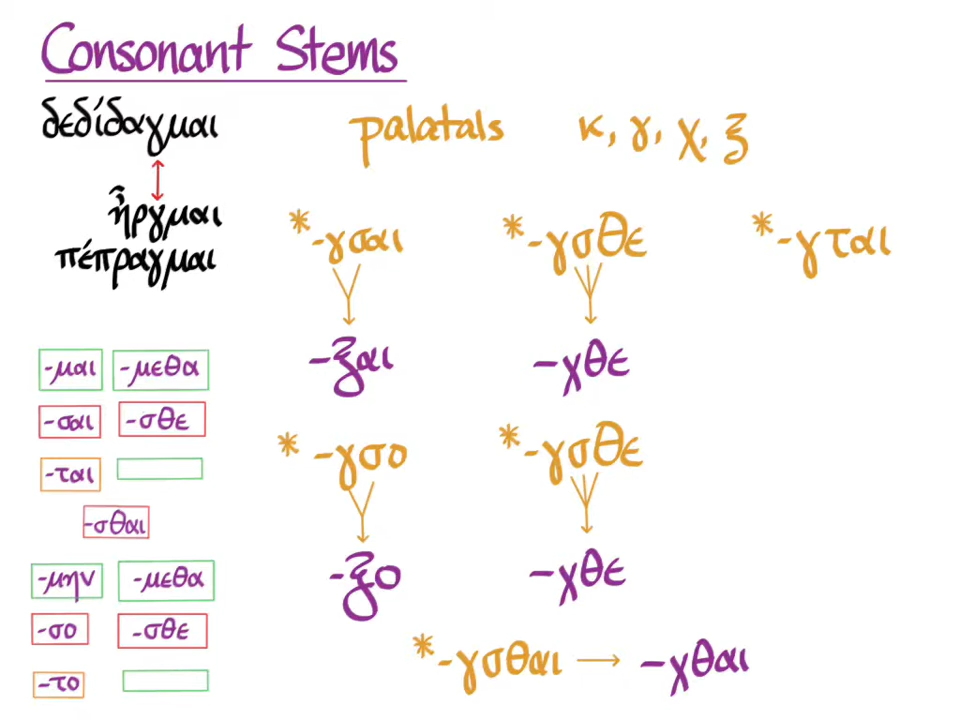 Consonant Stems
δεδίδαγμαι
palatals κ, γ, χ, ξ
ἦργμαι
πέπραγμαι
*-γσαι *-γσθε *-γται
-ξαι -χθε
-μαι -μεθα
-σαι -σθε
-ται
-σθαι
-μην -μεθα
-σο -σθε
-το
*-γσο *-γσθε
-ξο -χθε
*-γσθαι → -χθαι